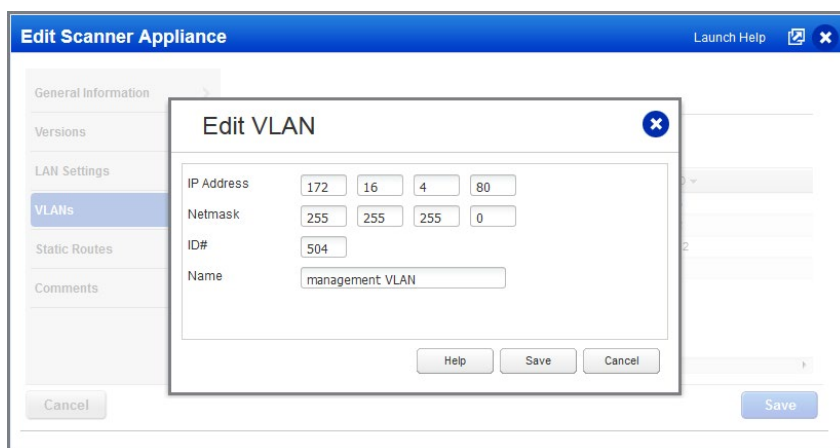 Edit Scanner Appliance
Launch Help
General Information
Versions
LAN Settings
VLANs
Static Routes
Comments
Edit VLAN
IP Address 172 16 4 80
Netmask 255 255 255 0
ID# 504
Name management VLAN
Help Save Cancel
Cancel Save